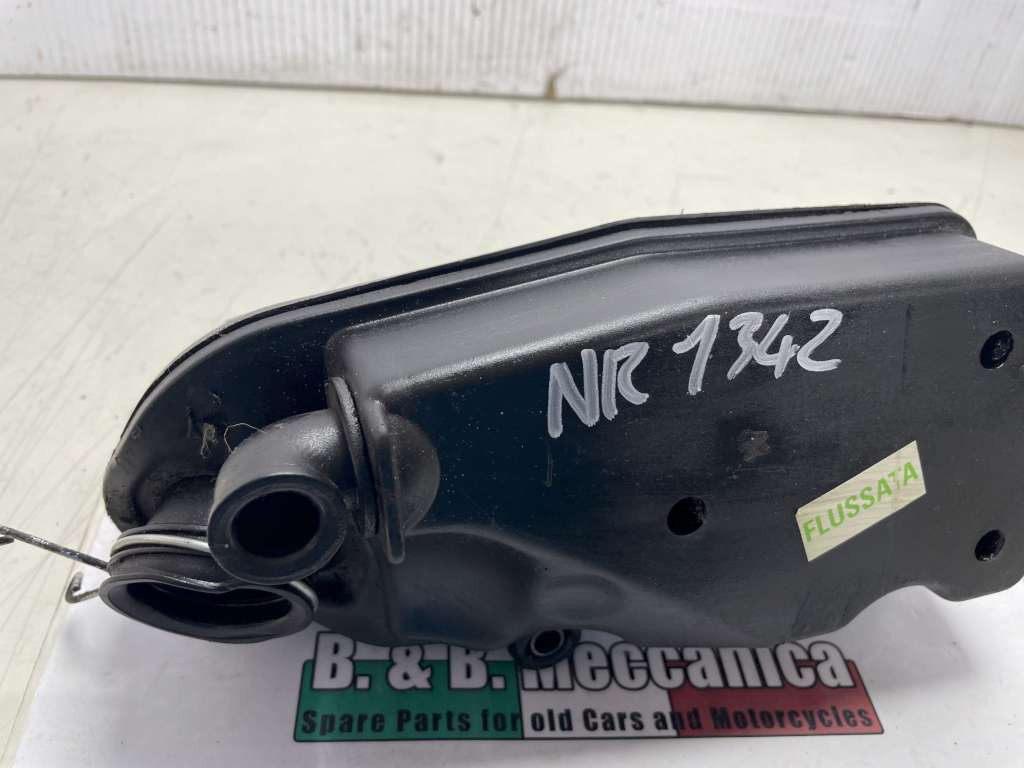 NR 1342
FLUSSATA
B. & B. Meccanica
Spare Parts for old Cars and Motorcycles